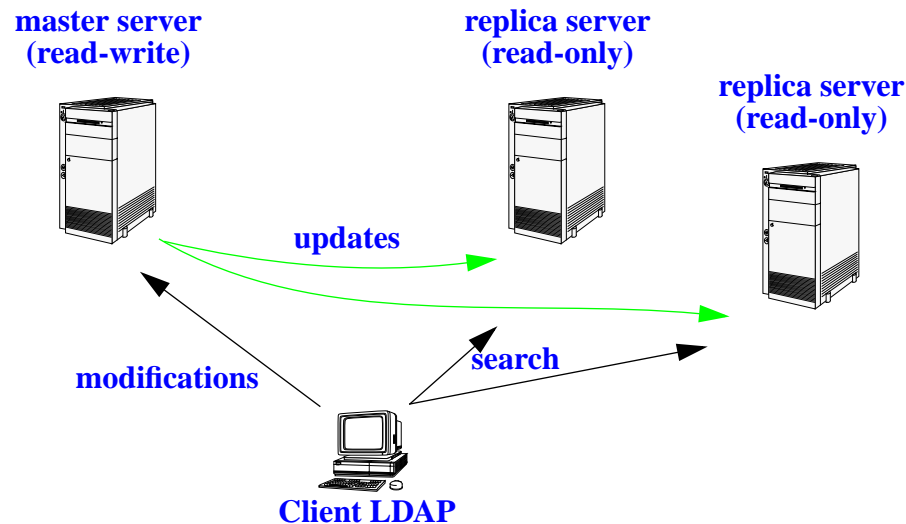 master server
(read-write)
replica server
(read-only)
replica server
(read-only)
updates
search
modifications
Client LDAP